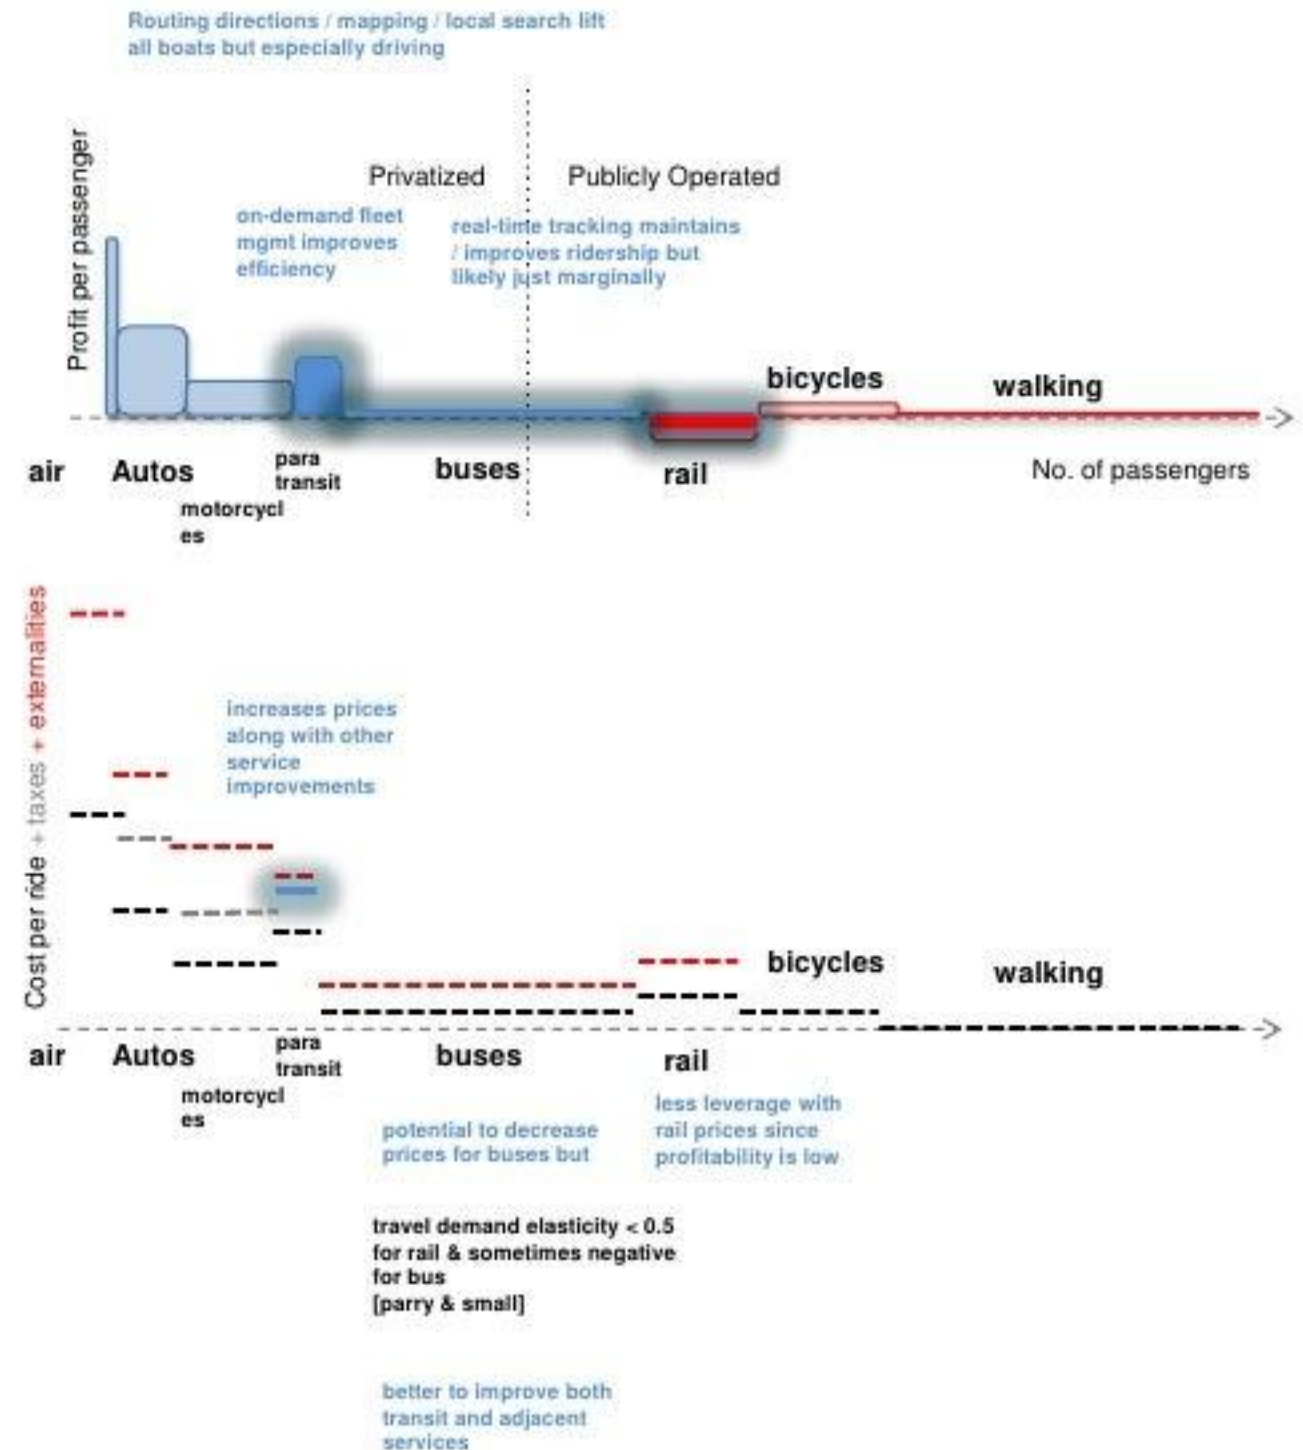 Routing directions / mapping / local search lift
all boats but especially driving
Profit per passenger
Privatized
Publicly Operated
on-demand fleet
mgmt improves
efficiency
real-time tracking maintains
/ improves ridership but
likely just marginally
bicycles
walking
air
Autos
para
transit
buses
rail
No. of passengers
motorcycl
es
Cost per ride + taxes + externalities
increases prices
along with other
service
improvements
bicycles
walking
air
Autos
para
transit
buses
rail
motorcycl
es
potential to decrease
prices for buses but
less leverage with
rail prices since
profitability is low
travel demand elasticity < 0.5
for rail & sometimes negative
for bus
[parry & small]
better to improve both
transit and adjacent
services